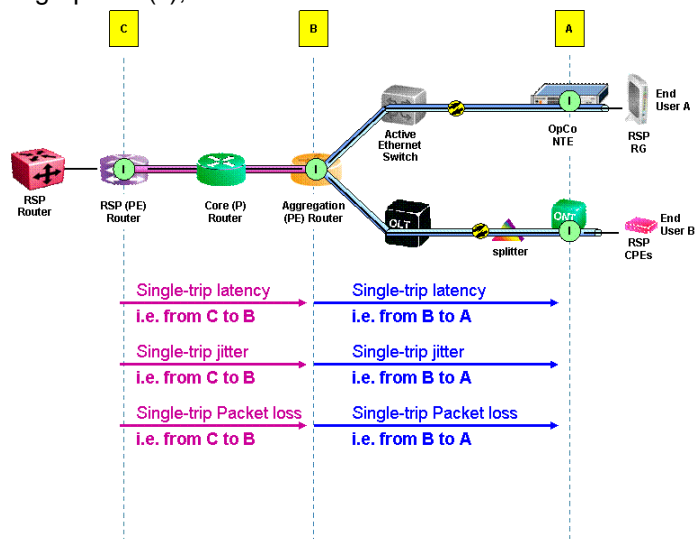 C
B
A
I
I
I
I
Active
Ethernet
Switch
OpCo
NTE
RSP
RG
End
User A
RSP
Router
RSP (PE)
Router
Core (P)
Router
Aggregation
(PE) Router
OLT
splitter
ONT
RSP
CPEs
End
User B
Single-trip latency
i.e. from C to B
Single-trip latency
i.e. from B to A
Single-trip jitter
i.e. from C to B
Single-trip jitter
i.e. from B to A
Single-trip Packet loss
i.e. from C to B
Single-trip Packet loss
i.e. from B to A